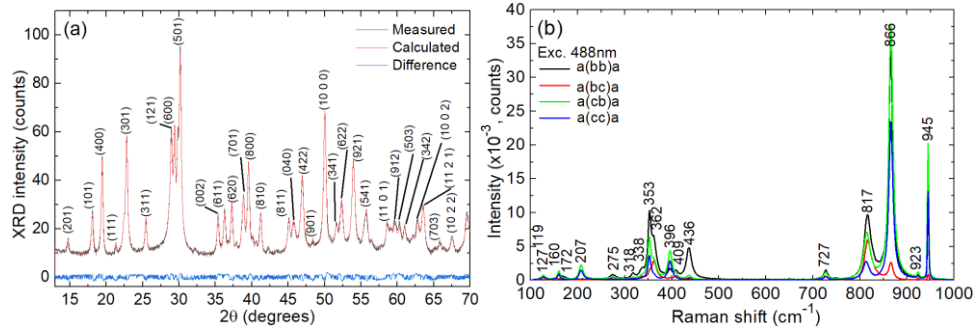 (a)
Measured
Calculated
Difference
XRD intensity (counts)
100
80
60
40
20
0
(201)
(101)
(400)
(111)
(301)
(311)
(121)
(600)
(501)
(002)
(611)
(620)
(701)
(800)
(810)
(811)
(040)
(422)
(901)
(10 0 0)
(341)
(622)
(921)
(541)
(11 0 1)
(912)
(503)
(342)
(10 0 2)
(11 2 1)
(703)
(10 2 2)
15 20 25 30 35 40 45 50 55 60 65 70
2θ (degrees)
(b)
Exc. 488nm
a(bb)a
a(bc)a
a(cb)a
a(cc)a
Intensity (x10⁻³, counts)
40
35
30
25
20
15
10
5
0
119
127
160
172
207
275
318
338
353
362
396
409
436
727
817
866
923
945
100 200 300 400 500 600 700 800 900 1000
Raman shift (cm⁻¹)